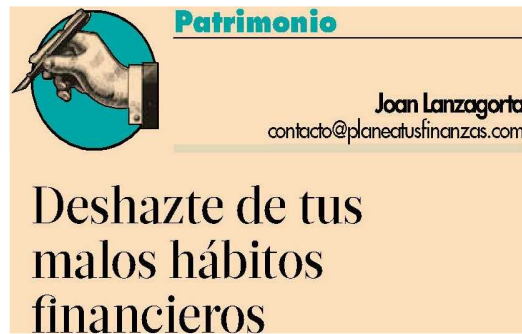 Patrimonio
Joan Lanzagorta
contacto@planeatusfinanzas.com
Deshazte de tus
malos hábitos
financieros